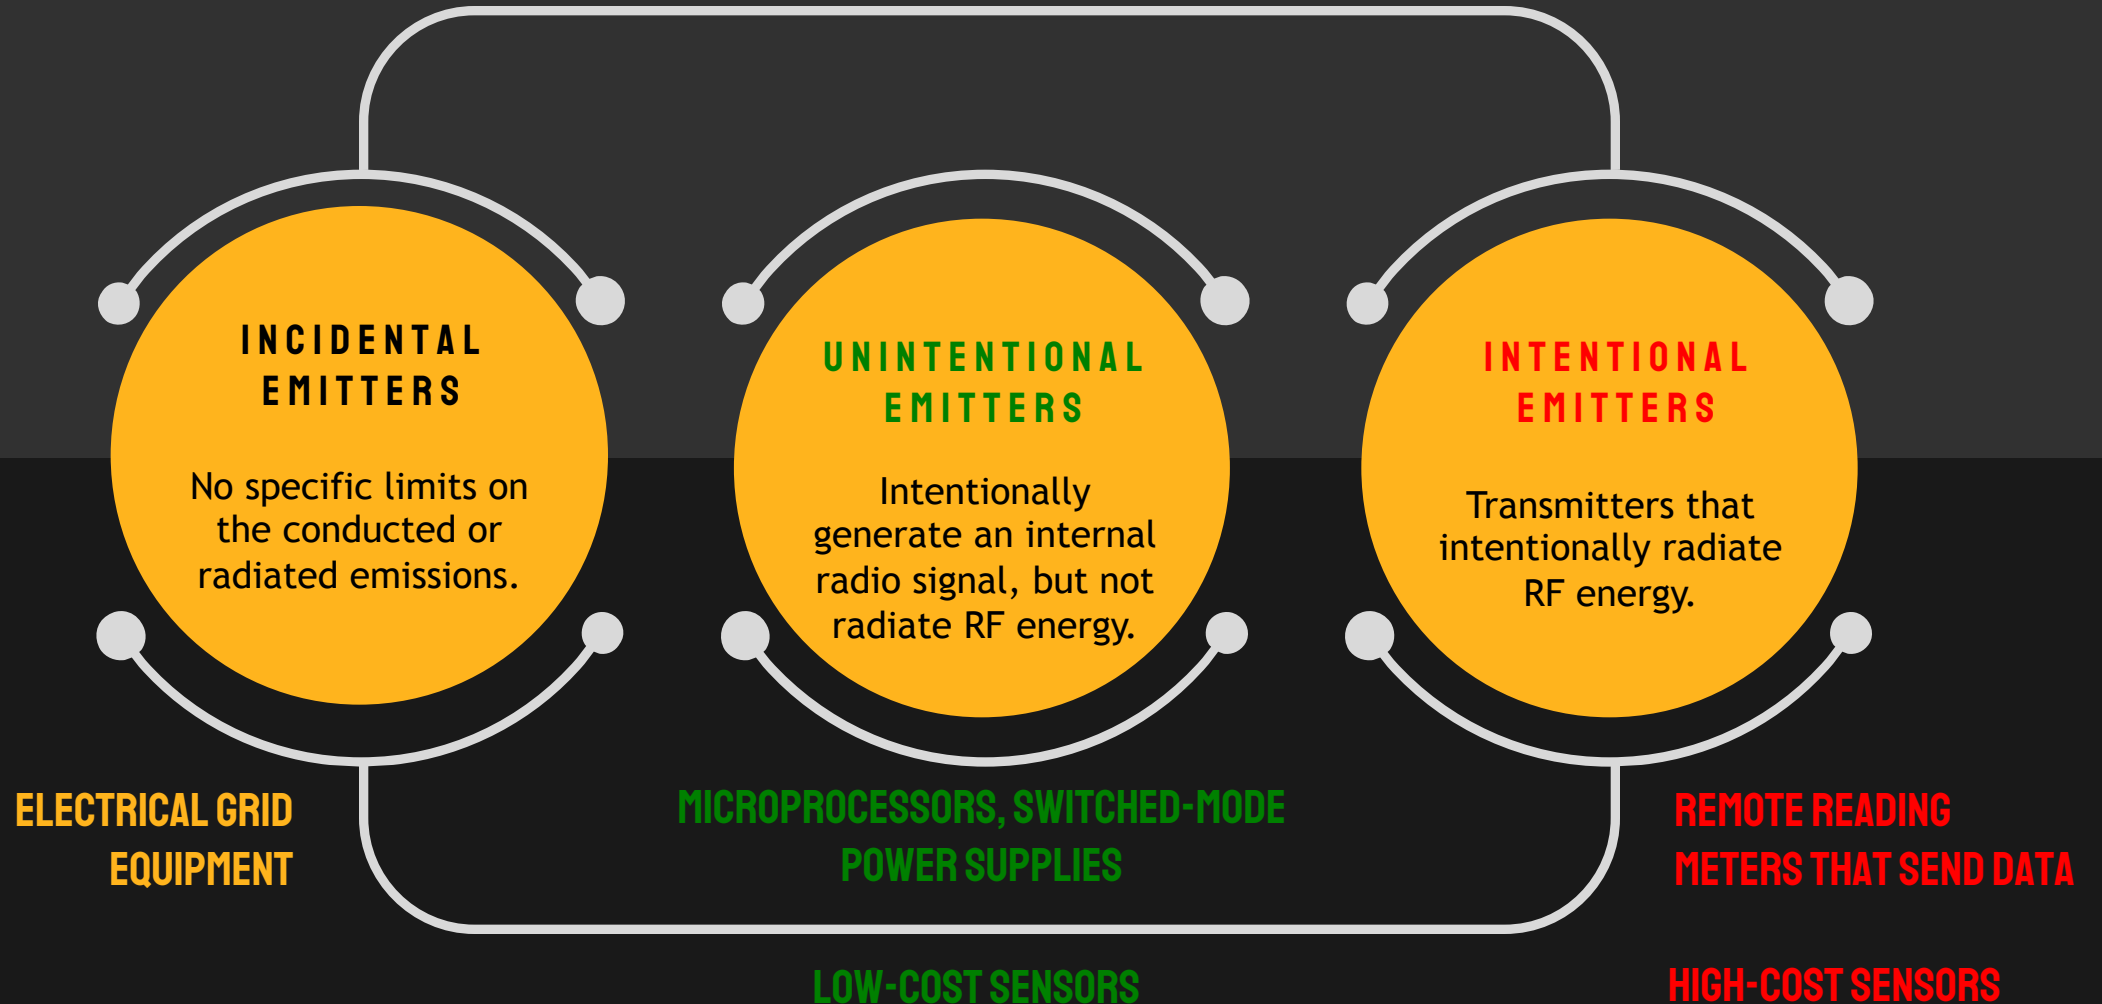 INCIDENTAL
EMITTERS
No specific limits on
the conducted or
radiated emissions.
UNINTENTIONAL
EMITTERS
Intentionally
generate an internal
radio signal, but not
radiate RF energy.
INTENTIONAL
EMITTERS
Transmitters that
intentionally radiate
RF energy.
ELECTRICAL GRID
EQUIPMENT
MICROPROCESSORS, SWITCHED-MODE
POWER SUPPLIES
REMOTE READING
METERS THAT SEND DATA
LOW-COST SENSORS
HIGH-COST SENSORS